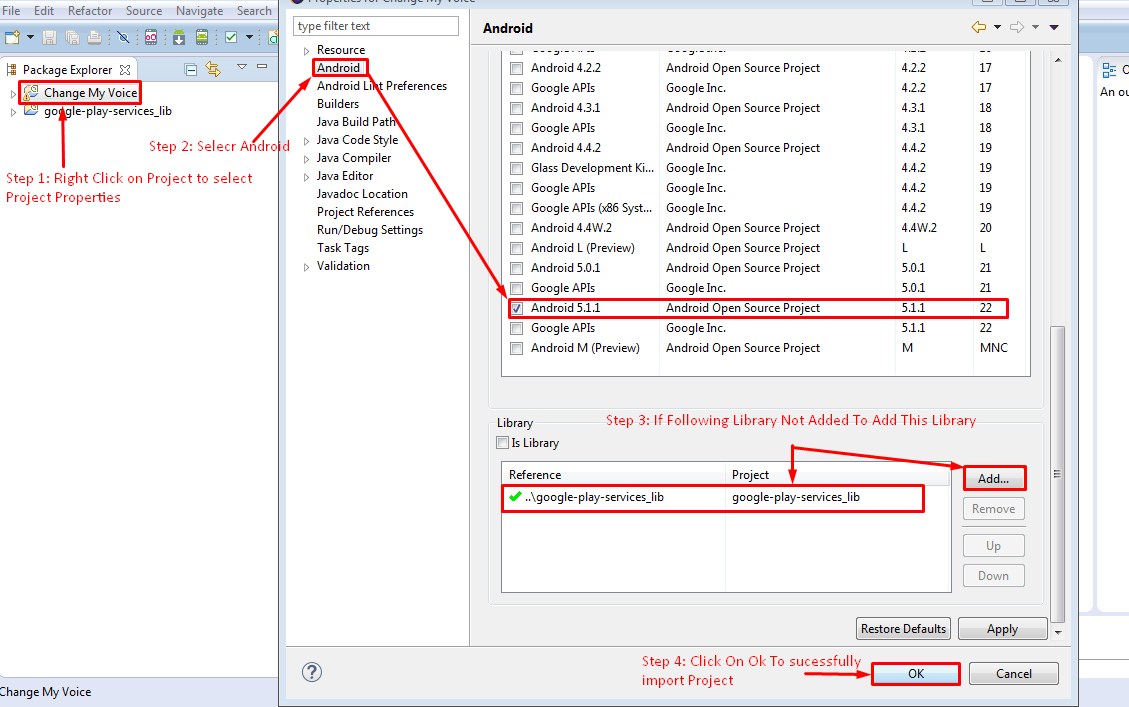 Properties for Change My Voice
File Edit Refactor Source Navigate Search
type filter text
Android
Package Explorer
Change My Voice
google-play-services_lib
Step 1: Right Click on Project to select
Project Properties
Step 2: Selecr Android
Resource
Android
Android Lint Preferences
Builders
Java Build Path
Java Code Style
Java Compiler
Java Editor
Javadoc Location
Project References
Run/Debug Settings
Task Tags
Validation
Android 4.2.2 Android Open Source Project 4.2.2 17
Google APIs Google Inc. 4.2.2 17
Android 4.3.1 Android Open Source Project 4.3.1 18
Google APIs Google Inc. 4.3.1 18
Android 4.4.2 Android Open Source Project 4.4.2 19
Glass Development Ki... Google Inc. 4.4.2 19
Google APIs Google Inc. 4.4.2 19
Google APIs (x86 Syst... Google Inc. 4.4.2 19
Android 4.4W.2 Android Open Source Project 4.4W.2 20
Android L (Preview) Android Open Source Project L L
Android 5.0.1 Android Open Source Project 5.0.1 21
Google APIs Google Inc. 5.0.1 21
Android 5.1.1 Android Open Source Project 5.1.1 22
Google APIs Google Inc. 5.1.1 22
Android M (Preview) Android Open Source Project M MNC
Library
Step 3: If Following Library Not Added To Add This Library
Is Library
Reference Project
..\google-play-services_lib google-play-services_lib
Add...
Remove
Up
Down
Restore Defaults Apply
Step 4: Click On Ok To sucessfully
import Project
OK Cancel
Change My Voice
An ou